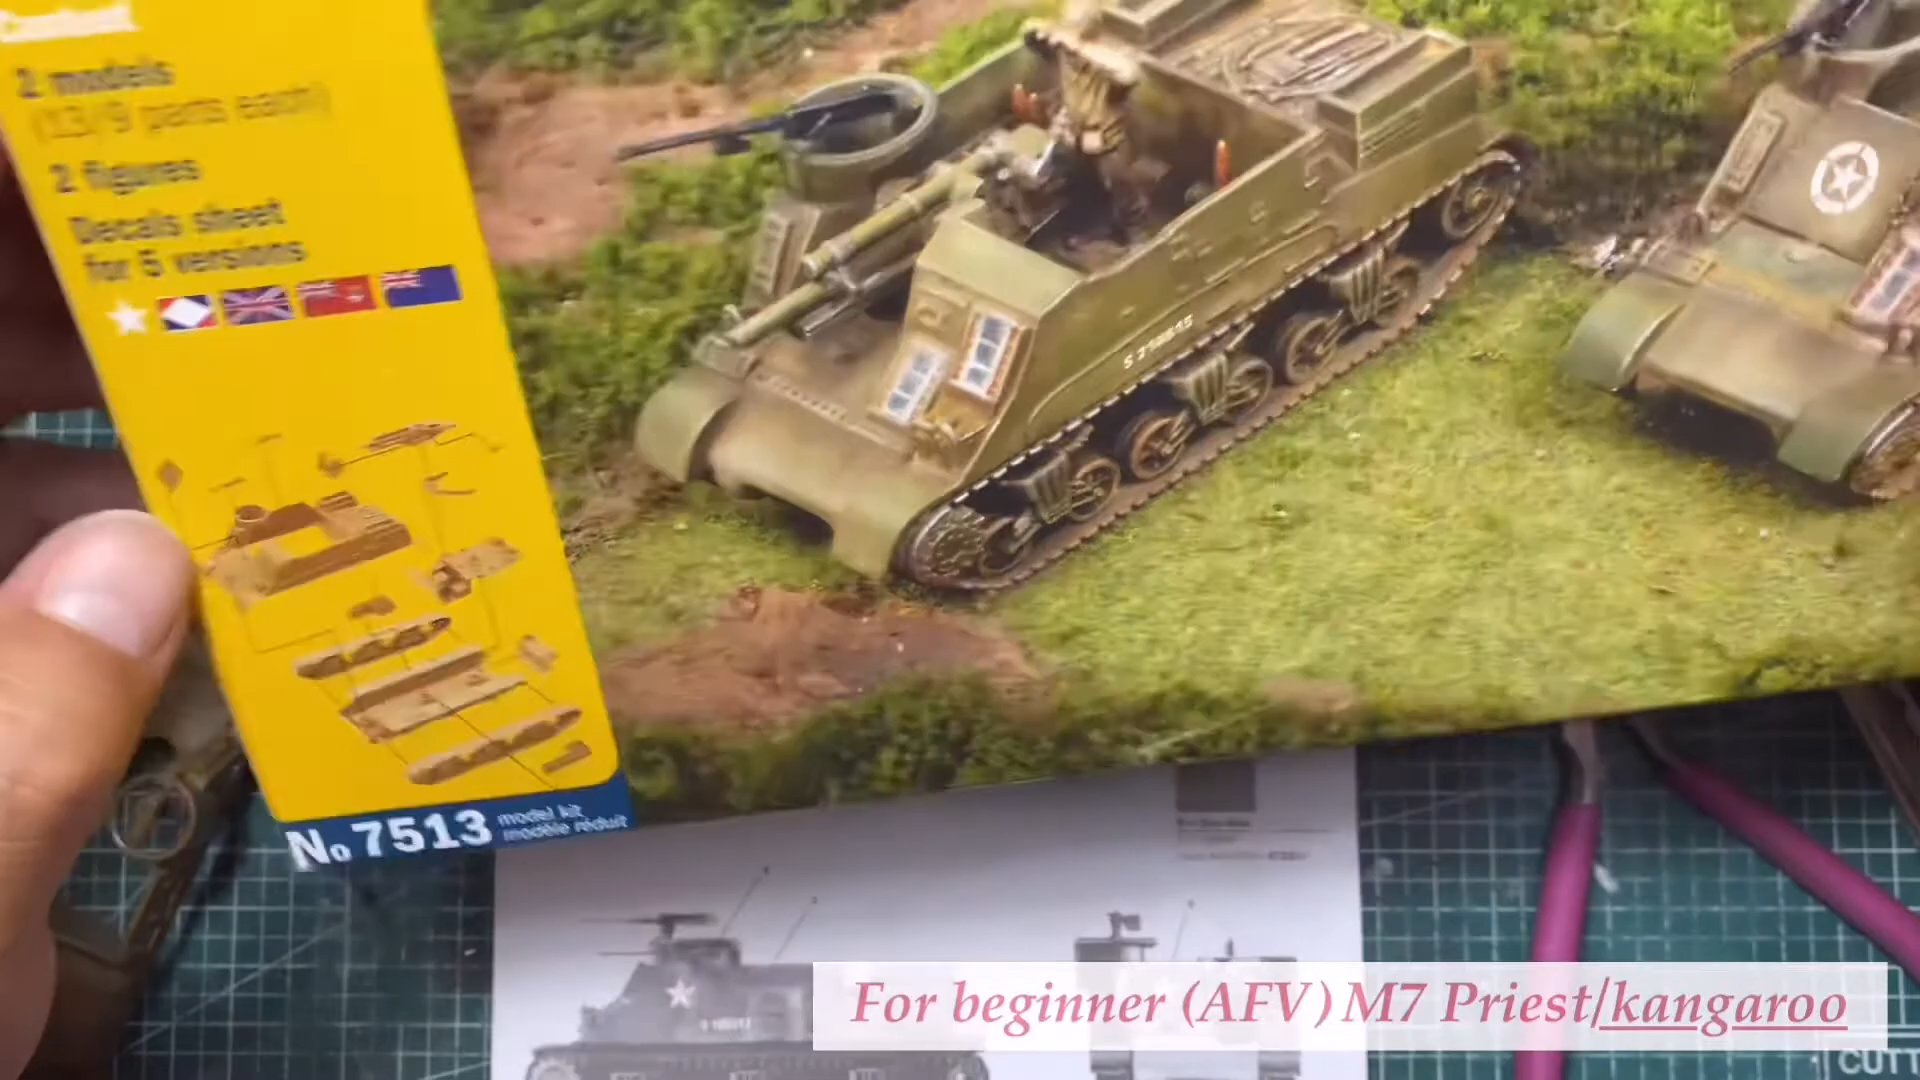 2 models
(13/9 parts each)
2 figures
Decals sheet
for 5 versions
No 7513
model kit
modèle réduit
S 2188515
For beginner (AFV) M7 Priest/kangaroo
CUTT